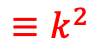 ≡ k²